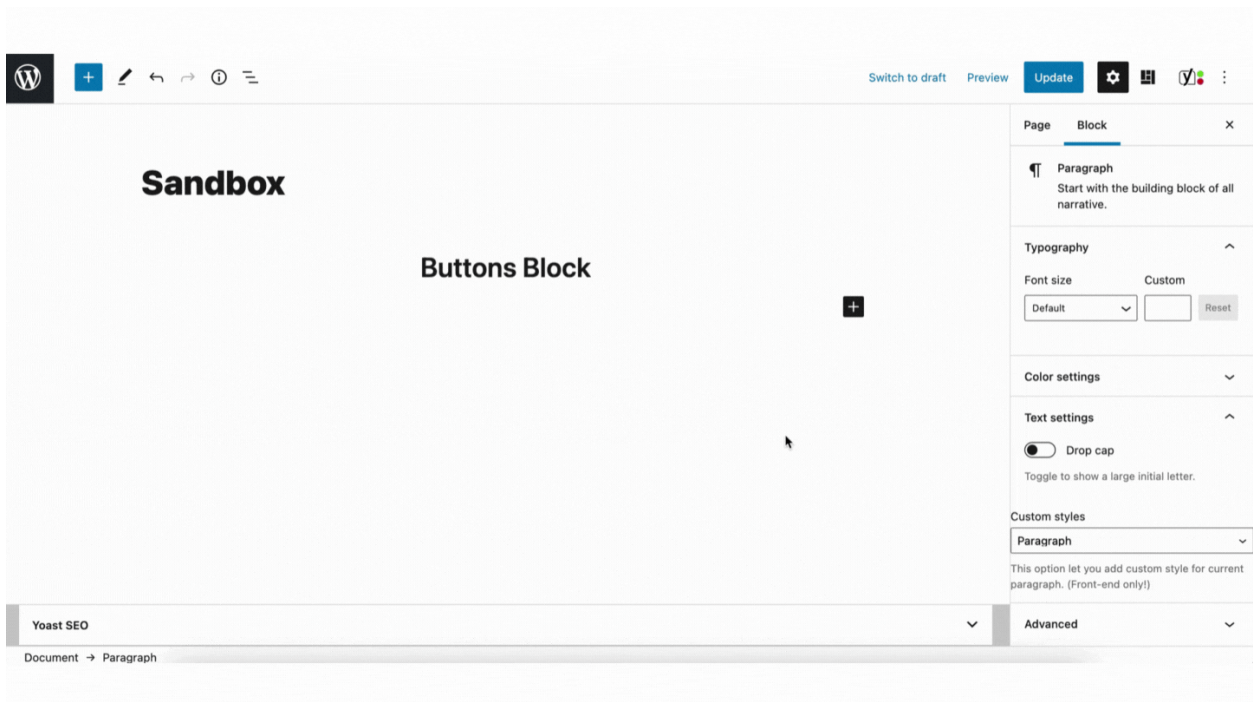 Switch to draft Preview Update
Page Block
Paragraph
Start with the building block of all
narrative.
Sandbox
Buttons Block
Typography
Font size Custom
Default Reset
Color settings
Text settings
Drop cap
Toggle to show a large initial letter.
Custom styles
Paragraph
This option let you add custom style for current
paragraph. (Front-end only!)
Yoast SEO
Advanced
Document → Paragraph